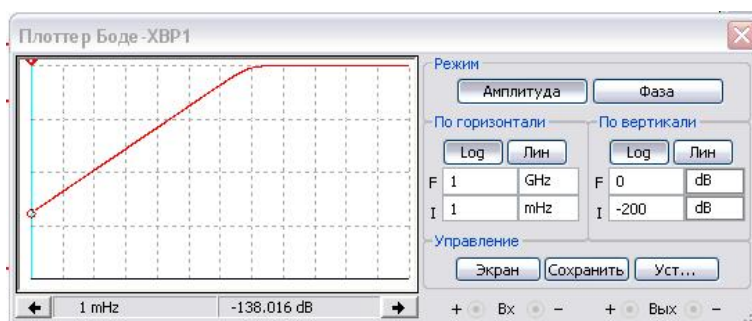 Плоттер Боде-XBP1
Режим
Амплитуда Фаза
По горизонтали По вертикали
Log Лин Log Лин
F 1 GHz F 0 dB
I 1 mHz I -200 dB
Управление
Экран Сохранить Уст...
1 mHz -138.016 dB + Вх - + Вых -